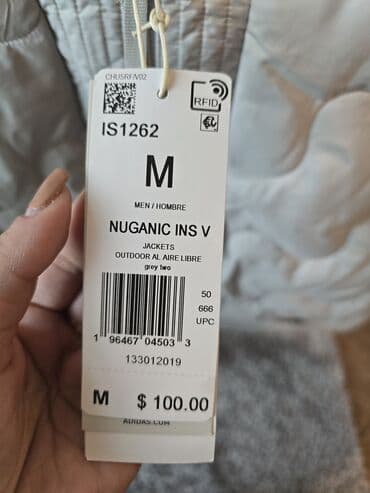 CHUSRFIV02
RFID
IS1262
M
MEN / HOMBRE
NUGANIC INS V
JACKETS
OUTDOOR AL AIRE LIBRE
grey two
50
666
UPC
1 96467 04503 3
133012019
M $ 100.00
ADIDAS.COM